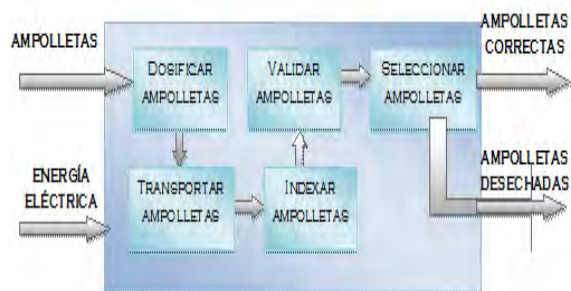 AMPOLLETAS
ENERGÍA
ELÉCTRICA
DOSIFICAR
AMPOLLETAS
TRANSPORTAR
AMPOLLETAS
INDEXAR
AMPOLLETAS
VALIDAR
AMPOLLETAS
SELECCIONAR
AMPOLLETAS
AMPOLLETAS
CORRECTAS
AMPOLLETAS
DESECHADAS